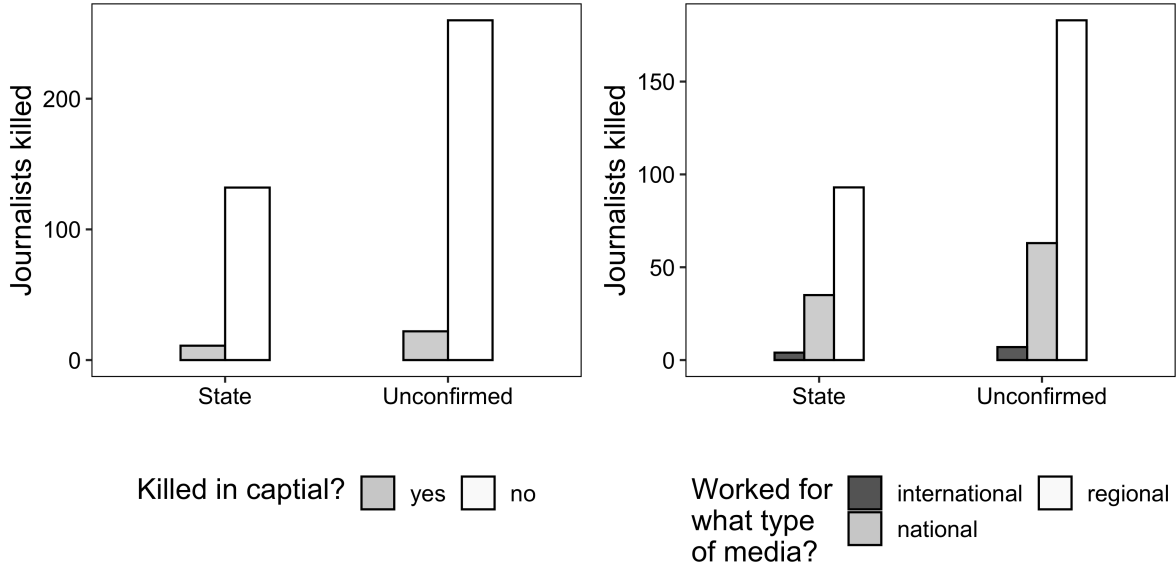 Journalists killed
200
100
0
State
Unconfirmed
Killed in captial?
yes
no
Journalists killed
150
100
50
0
State
Unconfirmed
Worked for
what type
of media?
international
regional
national